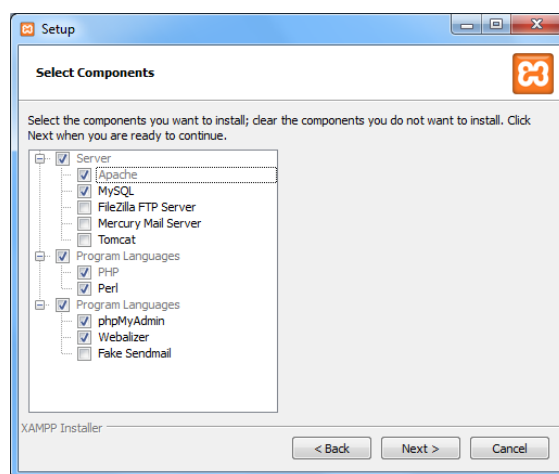 Setup
Select Components
Select the components you want to install; clear the components you do not want to install. Click
Next when you are ready to continue.
Server
Apache
MySQL
FileZilla FTP Server
Mercury Mail Server
Tomcat
Program Languages
PHP
Perl
Program Languages
phpMyAdmin
Webalizer
Fake Sendmail
XAMPP Installer
< Back
Next >
Cancel